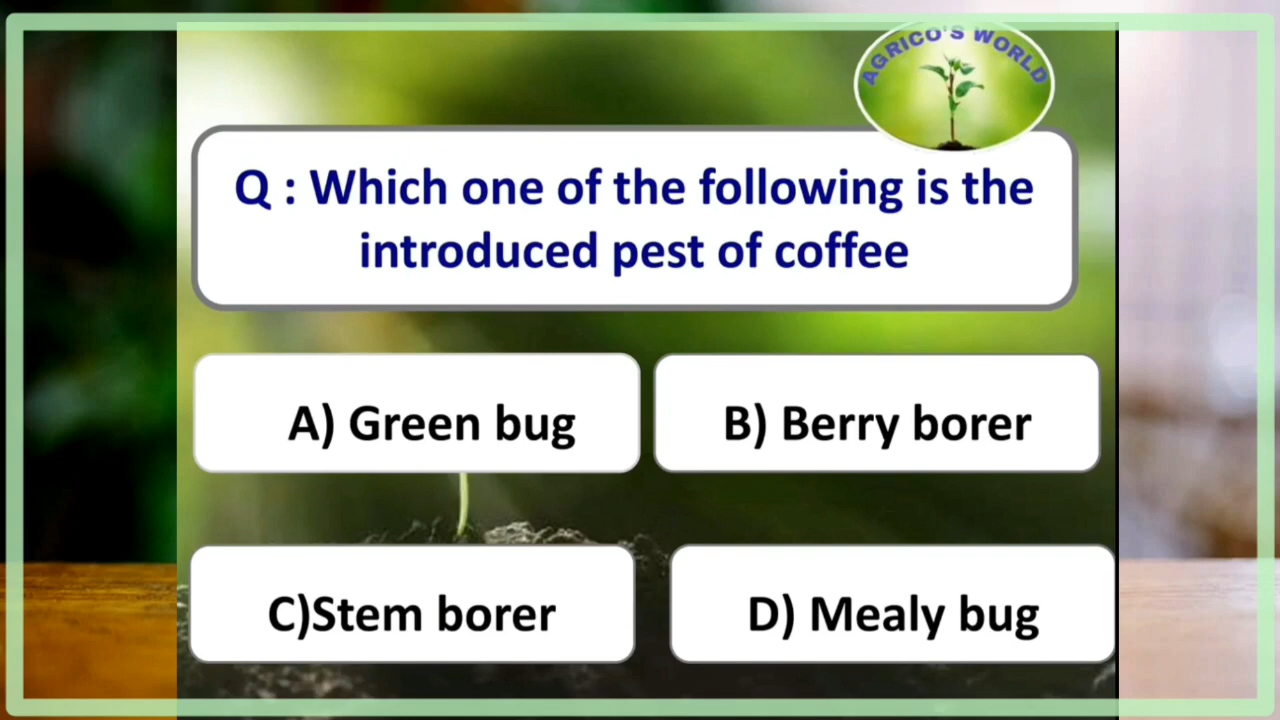 AGRICO'S WORLD
Q : Which one of the following is the
introduced pest of coffee
A) Green bug
B) Berry borer
C)Stem borer
D) Mealy bug